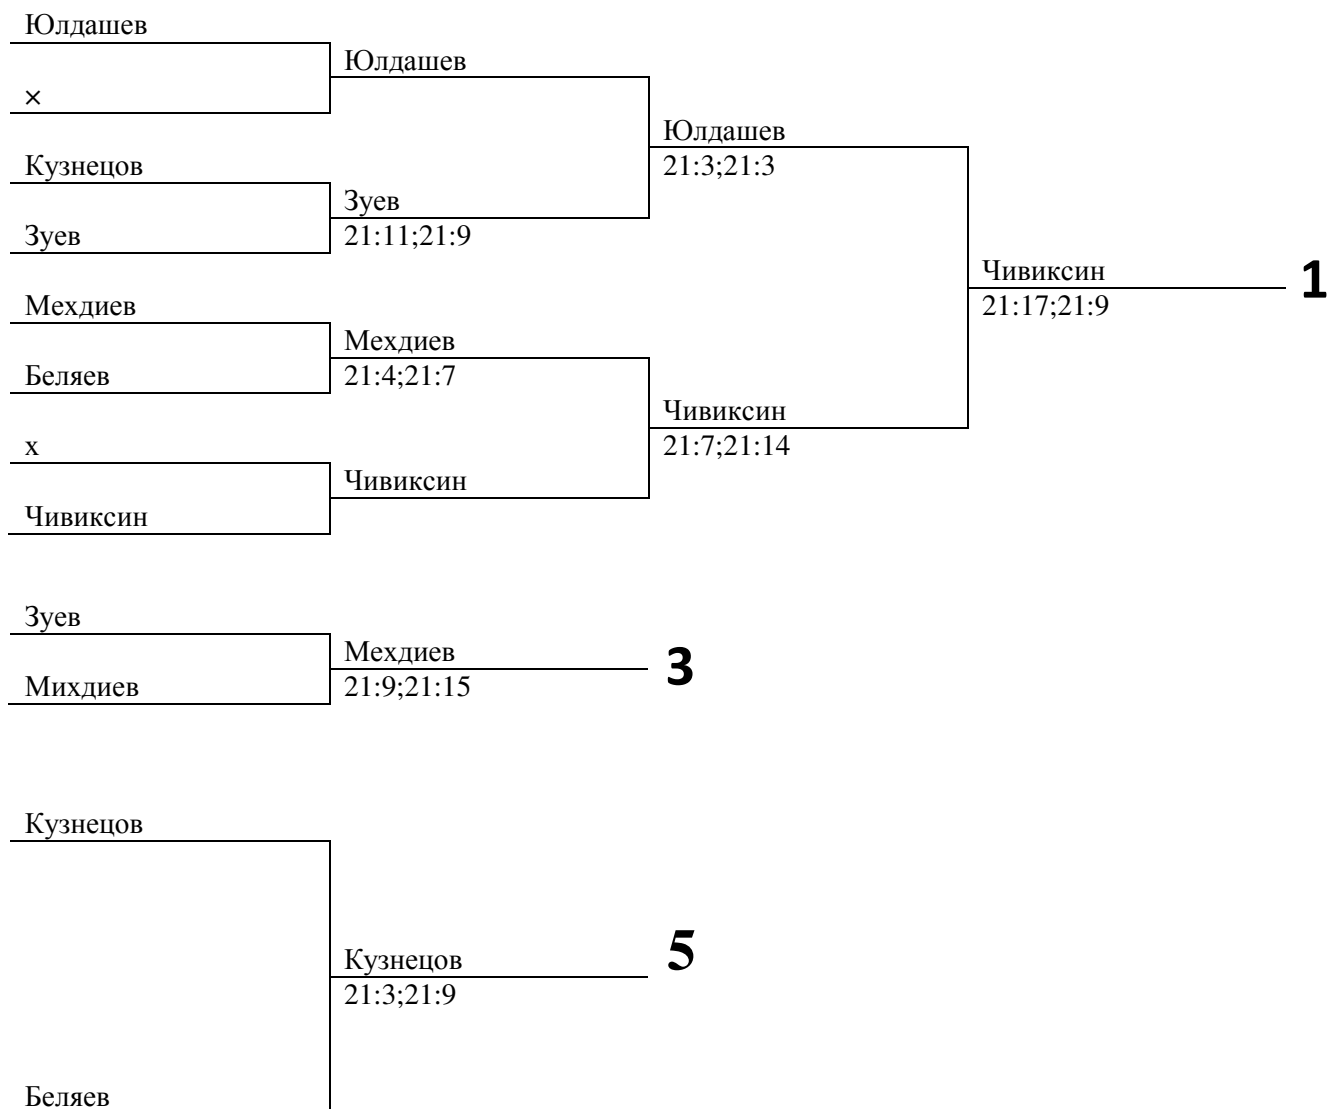 Юлдашев
Юлдашев
×
Юлдашев
Кузнецов
21:3;21:3
Зуев
Зуев
21:11;21:9
Чивиксин
1
Мехдиев
21:17;21:9
Мехдиев
Беляев
21:4;21:7
Чивиксин
х
21:7;21:14
Чивиксин
Чивиксин
Зуев
Мехдиев
3
Михдиев
21:9;21:15
Кузнецов
Кузнецов
5
21:3;21:9
Беляев